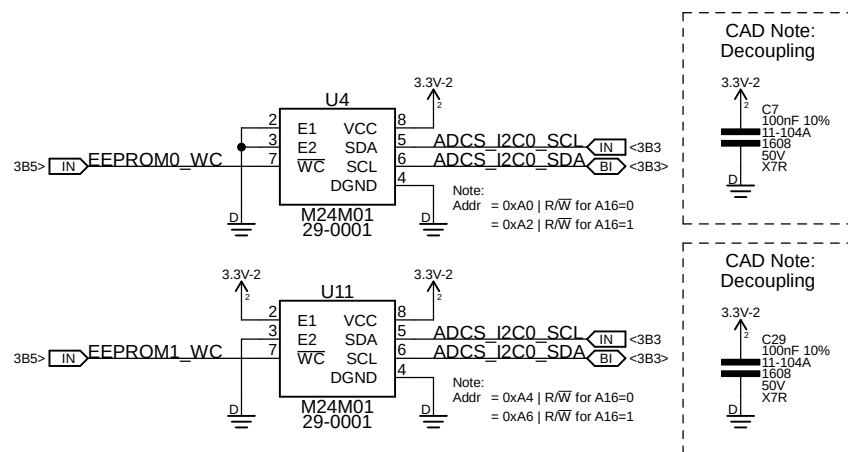 CAD Note:
Decoupling
3.3V-2
2
C7
100nF 10%
11-104A
1608
50V
X7R
D
3.3V-2
2
U4
2 E1 VCC 8
3 E2 SDA 5 ADCS_I2C0_SCL IN <3B3
3B5> IN EEPROM0_WC 7 W̅C̅ SCL 6 ADCS_I2C0_SDA BI <3B3>
DGND 4
D
M24M01
29-0001
D
Note:
Addr = 0xA0 | R/W̅ for A16=0
= 0xA2 | R/W̅ for A16=1
CAD Note:
Decoupling
3.3V-2
2
C29
100nF 10%
11-104A
1608
50V
X7R
D
3.3V-2
2
3.3V-2
2
U11
2 E1 VCC 8
3 E2 SDA 5 ADCS_I2C0_SCL IN <3B3
3B5> IN EEPROM1_WC 7 W̅C̅ SCL 6 ADCS_I2C0_SDA BI <3B3>
DGND 4
D
M24M01
29-0001
D
Note:
Addr = 0xA4 | R/W̅ for A16=0
= 0xA6 | R/W̅ for A16=1